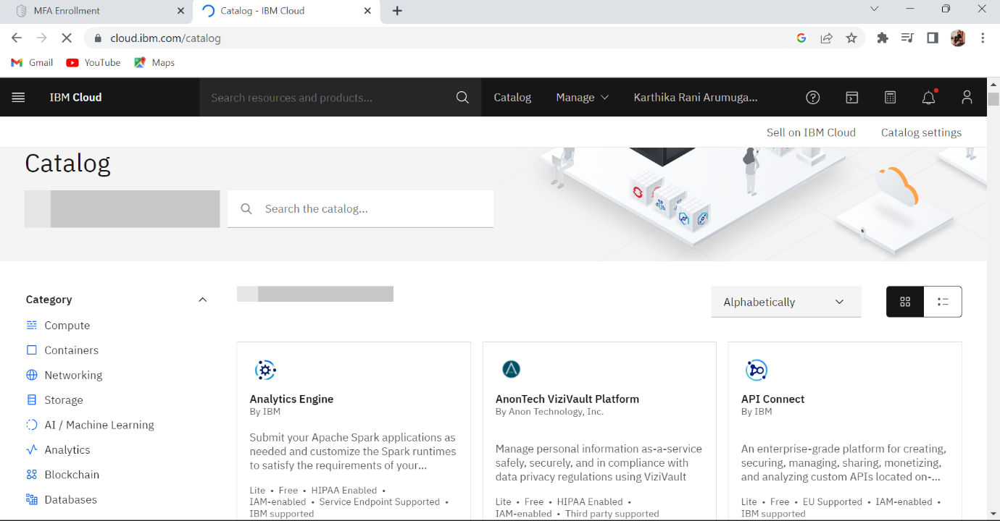 MFA Enrollment
Catalog - IBM Cloud
cloud.ibm.com/catalog
Gmail
YouTube
Maps
IBM Cloud
Search resources and products...
Catalog
Manage
Karthika Rani Arumuga...
Sell on IBM Cloud
Catalog settings
Catalog
Search the catalog...
Category
Compute
Containers
Networking
Storage
AI / Machine Learning
Analytics
Blockchain
Databases
Alphabetically
Analytics Engine
By IBM
Submit your Apache Spark applications as
needed and customize the Spark runtimes
to satisfy the requirements of your...
Lite • Free • HIPAA Enabled •
IAM-enabled • Service Endpoint Supported •
IBM supported
AnonTech ViziVault Platform
By Anon Technology, Inc.
Manage personal information as-a-service
safely, securely, and in compliance with
data privacy regulations using ViziVault
Lite • Free • HIPAA Enabled •
IAM-enabled • Third party supported
API Connect
By IBM
An enterprise-grade platform for creating,
securing, managing, sharing, monetizing,
and analyzing custom APIs located on-...
Lite • Free • EU Supported • IAM-enabled •
IBM supported